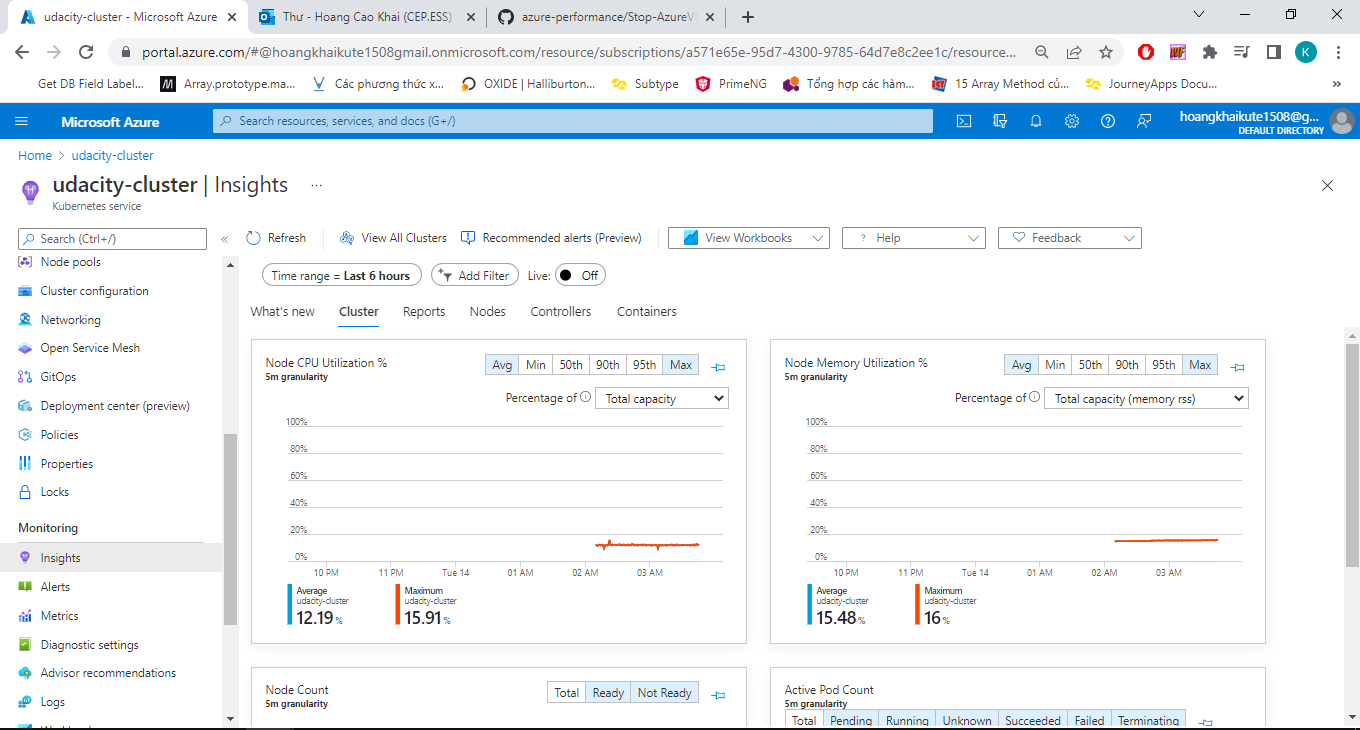 udacity-cluster - Microsoft Azure
Thư - Hoang Cao Khai (CEP.ESS)
azure-performance/Stop-AzureV
portal.azure.com/#@hoangkhaikute1508gmail.onmicrosoft.com/resource/subscriptions/a571e65e-95d7-4300-9785-64d7e8c2ee1c/resource...
K
Get DB Field Label...
Array.prototype.ma...
Các phương thức x...
OXIDE | Halliburton...
Subtype
PrimeNG
Tổng hợp các hàm...
15 Array Method củ...
JourneyApps Docu...
»
Microsoft Azure
Search resources, services, and docs (G+/)
hoangkhaikute1508@g...
DEFAULT DIRECTORY
Home > udacity-cluster
udacity-cluster | Insights ...
Kubernetes service
Search (Ctrl+/)
«
Refresh
View All Clusters
Recommended alerts (Preview)
View Workbooks
? Help
Feedback
Node pools
Cluster configuration
Networking
Open Service Mesh
GitOps
Deployment center (preview)
Policies
Properties
Locks
Monitoring
Insights
Alerts
Metrics
Diagnostic settings
Advisor recommendations
Logs
Time range = Last 6 hours
Add Filter
Live: Off
What's new
Cluster
Reports
Nodes
Controllers
Containers
Node CPU Utilization %
5m granularity
Avg Min 50th 90th 95th Max
Percentage of Total capacity
100%
80%
60%
40%
20%
0%
10 PM 11 PM Tue 14 01 AM 02 AM 03 AM
Average
udacity-cluster
12.19 %
Maximum
udacity-cluster
15.91 %
Node Memory Utilization %
5m granularity
Avg Min 50th 90th 95th Max
Percentage of Total capacity (memory rss)
100%
80%
60%
40%
20%
0%
10 PM 11 PM Tue 14 01 AM 02 AM 03 AM
Average
udacity-cluster
15.48 %
Maximum
udacity-cluster
16 %
Node Count
5m granularity
Total Ready Not Ready
Active Pod Count
5m granularity
Total Pending Running Unknown Succeeded Failed Terminating